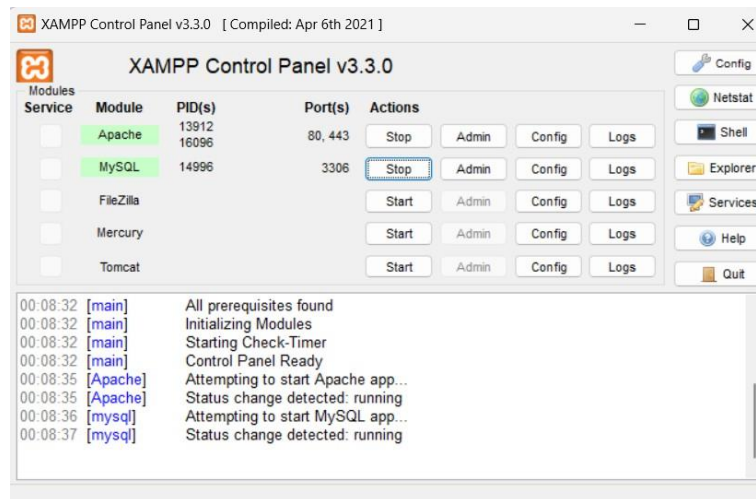 XAMPP Control Panel v3.3.0 [ Compiled: Apr 6th 2021 ]
XAMPP Control Panel v3.3.0
Config
Modules
Service Module PID(s) Port(s) Actions
Netstat
Apache 13912 16096 80, 443 Stop Admin Config Logs
Shell
MySQL 14996 3306 Stop Admin Config Logs
Explorer
FileZilla Start Admin Config Logs
Services
Mercury Start Admin Config Logs
Help
Tomcat Start Admin Config Logs
Quit
00:08:32 [main] All prerequisites found
00:08:32 [main] Initializing Modules
00:08:32 [main] Starting Check-Timer
00:08:32 [main] Control Panel Ready
00:08:35 [Apache] Attempting to start Apache app...
00:08:35 [Apache] Status change detected: running
00:08:36 [mysql] Attempting to start MySQL app...
00:08:37 [mysql] Status change detected: running